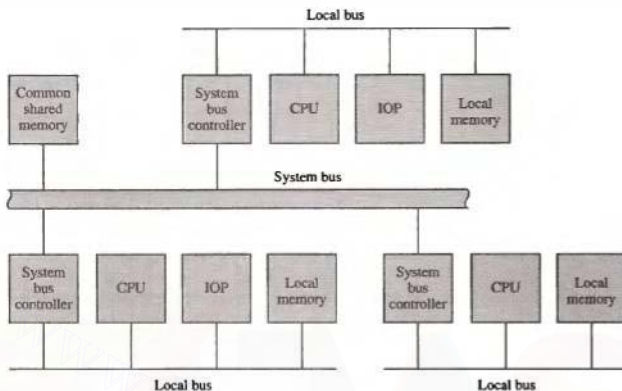 Local bus
Common
shared
memory
System
bus
controller
CPU
IOP
Local
memory
System bus
System
bus
controller
CPU
IOP
Local
memory
System
bus
controller
CPU
Local
memory
Local bus
Local bus